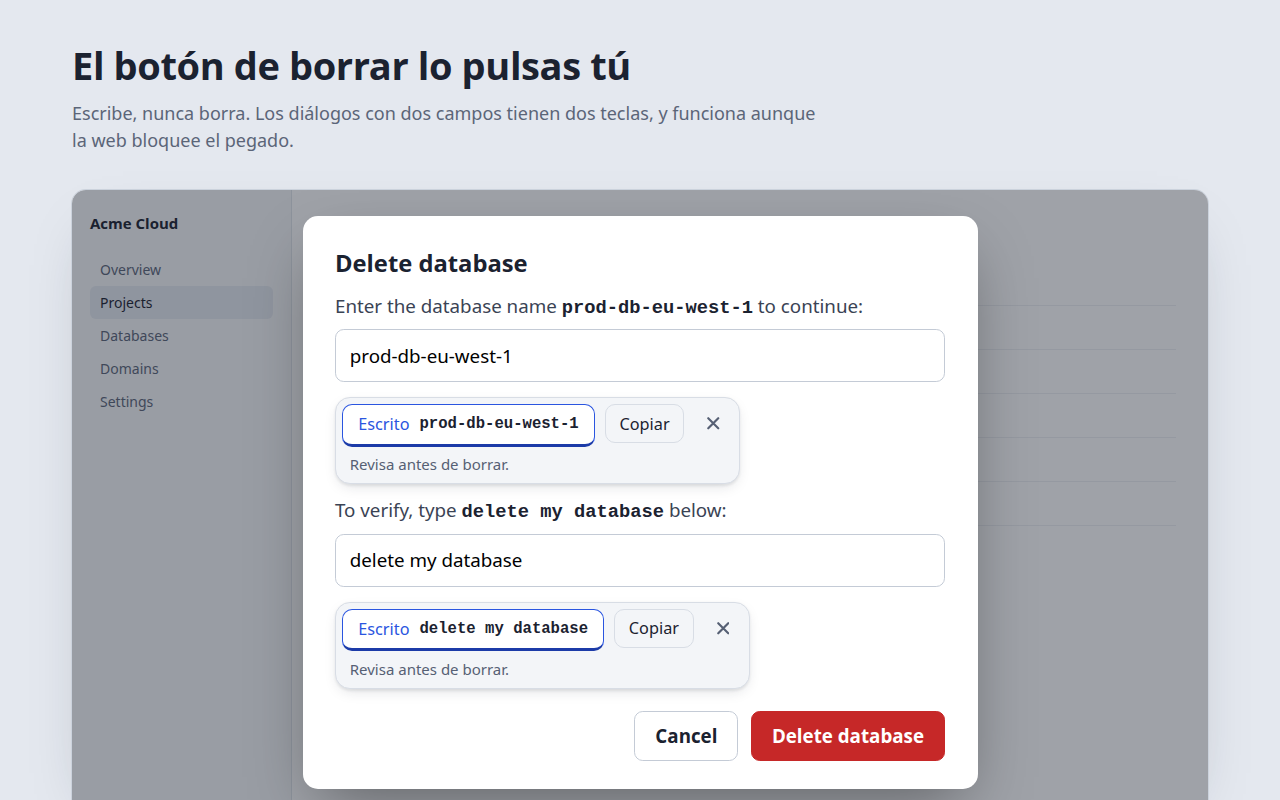 El botón de borrar lo pulsas tú
Escribe, nunca borra. Los diálogos con dos campos tienen dos teclas, y funciona aunque
la web bloquee el pegado.
Acme Cloud
Overview
Projects
Databases
Domains
Settings
Delete database
Enter the database name prod-db-eu-west-1 to continue:
prod-db-eu-west-1
Escrito prod-db-eu-west-1 Copiar ✕
Revisa antes de borrar.
To verify, type delete my database below:
delete my database
Escrito delete my database Copiar ✕
Revisa antes de borrar.
Cancel Delete database